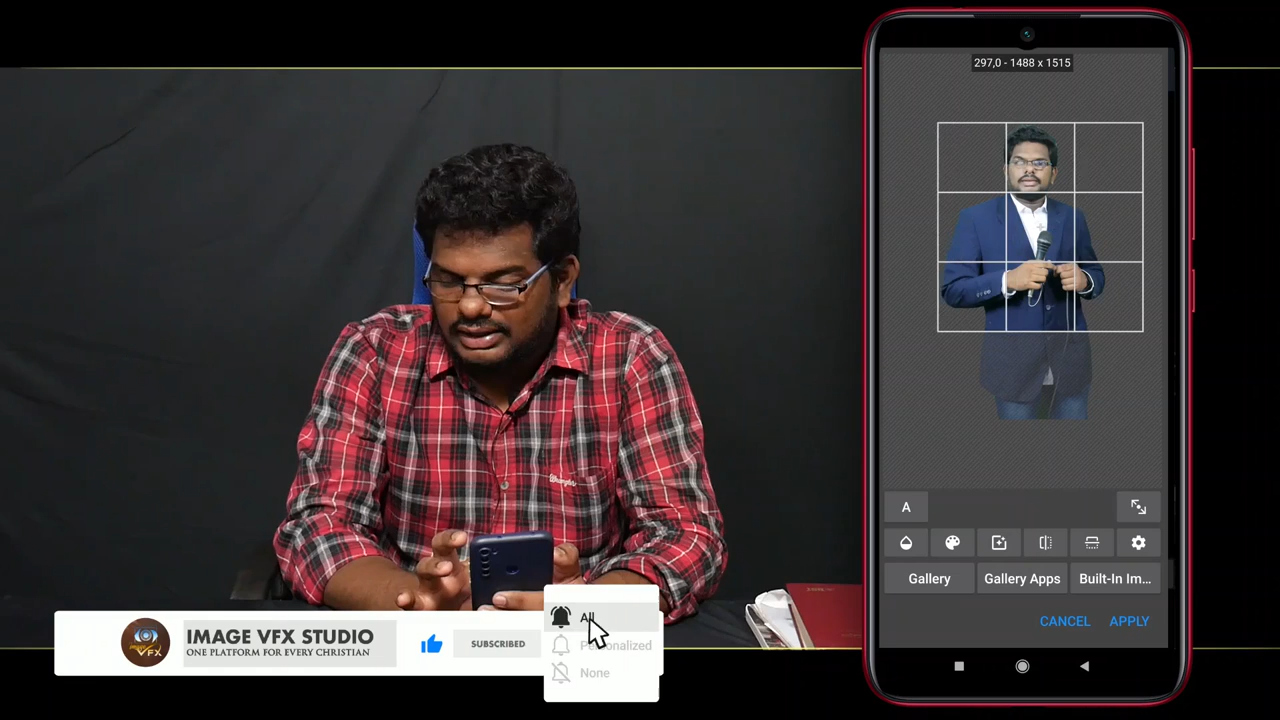 297,0 - 1488 x 1515
Wrangler
A
Gallery
Gallery Apps
Built-In Im...
CANCEL
APPLY
IMAGE VFX STUDIO
ONE PLATFORM FOR EVERY CHRISTIAN
SUBSCRIBED
All
Personalized
None